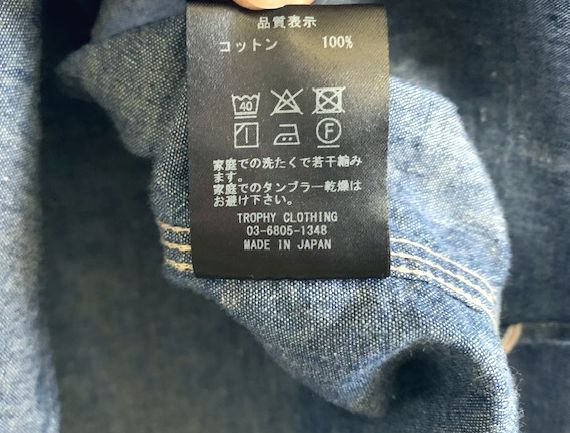 品質表示
コットン 100%
40
F
家庭での洗たくで若干縮み
ます。
家庭でのタンブラー乾燥は
お避け下さい。
TROPHY CLOTHING
03-6805-1348
MADE IN JAPAN